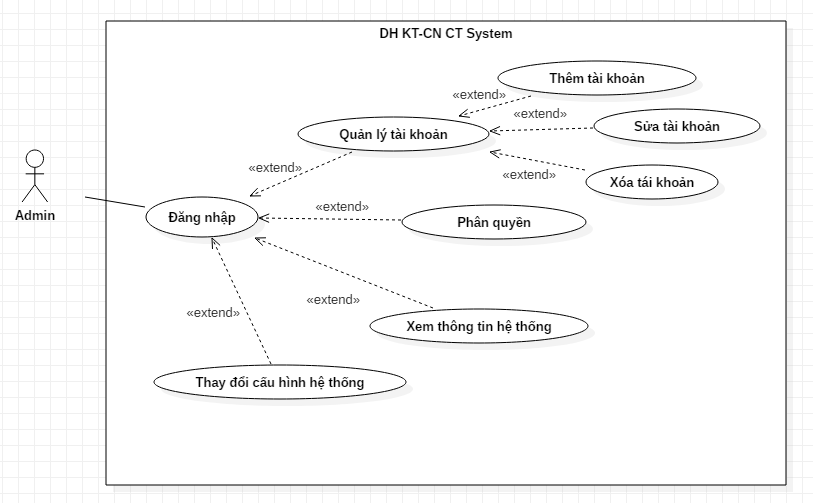 DH KT-CN CT System
Thêm tài khoản
«extend»
«extend»
Sửa tài khoản
Quản lý tài khoản
«extend»
«extend»
Xóa tái khoản
Admin
Đăng nhập
«extend»
Phân quyền
«extend»
«extend»
Xem thông tin hệ thống
Thay đổi cấu hình hệ thống